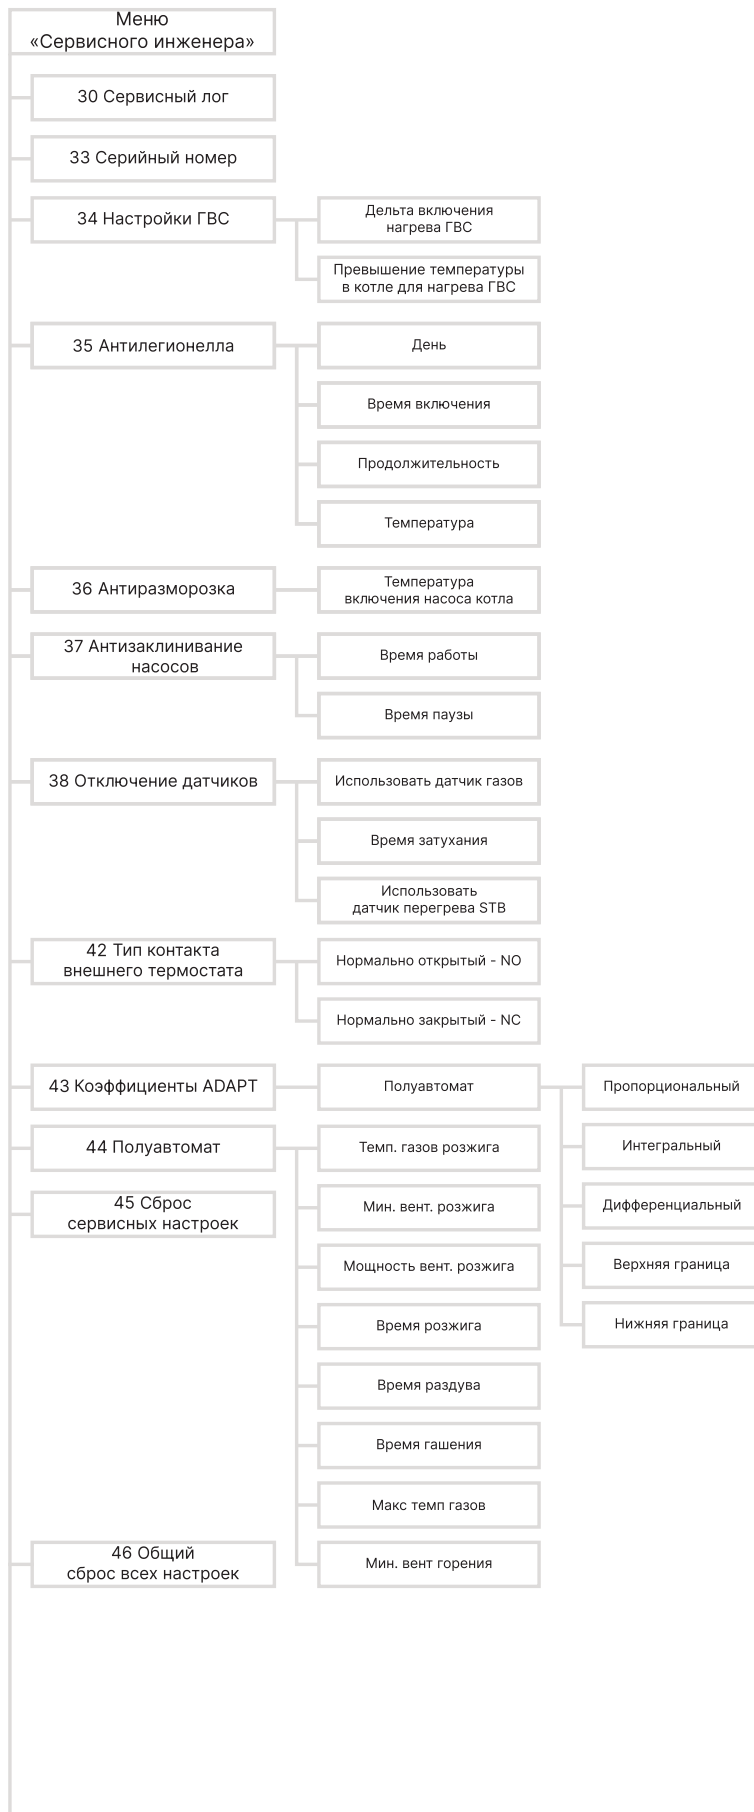 Меню
«Сервисного инженера»
30 Сервисный лог
33 Серийный номер
34 Настройки ГВС
Дельта включения
нагрева ГВС
Превышение температуры
в котле для нагрева ГВС
35 Антилегионелла
День
Время включения
Продолжительность
Температура
36 Антиразморозка
Температура
включения насоса котла
37 Антизаклинивание
насосов
Время работы
Время паузы
38 Отключение датчиков
Использовать датчик газов
Время затухания
Использовать
датчик перегрева STB
42 Тип контакта
внешнего термостата
Нормально открытый - NO
Нормально закрытый - NC
43 Коэффициенты ADAPT
Полуавтомат
Пропорциональный
Интегральный
Дифференциальный
Верхняя граница
Нижняя граница
44 Полуавтомат
Темп. газов розжига
Мин. вент. розжига
Мощность вент. розжига
Время розжига
Время раздува
Время гашения
Макс темп газов
Мин. вент горения
45 Сброс
сервисных настроек
46 Общий
сброс всех настроек